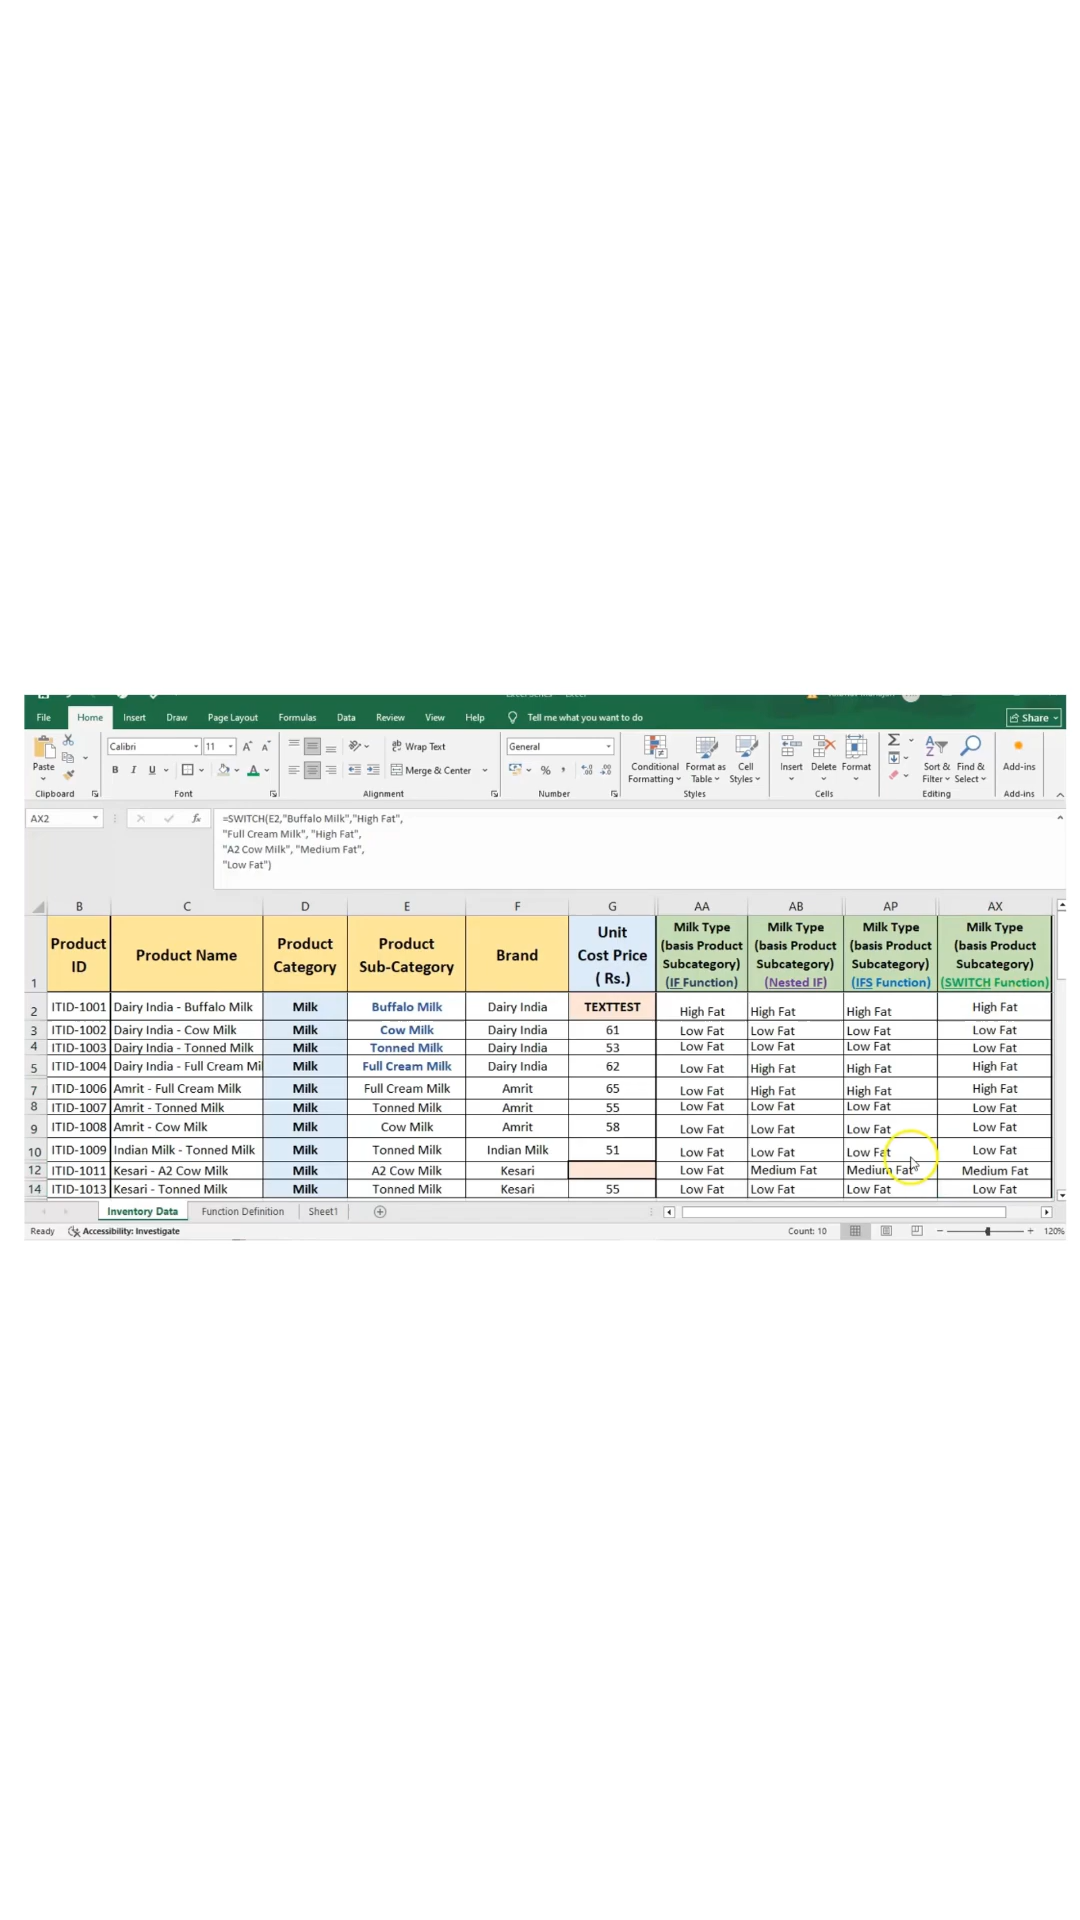 File Home Insert Draw Page Layout Formulas Data Review View Help Tell me what you want to do Share
Paste Calibri 11 Wrap Text General Conditional Format as Cell Insert Delete Format Sort & Find & Add-ins
B I U A Merge & Center % Formatting Table Styles Filter Select
Clipboard Font Alignment Number Styles Cells Editing Add-ins
AX2 fx =SWITCH(E2,"Buffalo Milk","High Fat",
"Full Cream Milk", "High Fat",
"A2 Cow Milk", "Medium Fat",
"Low Fat")
B C D E F G AA AB AP AX
1 Product ID Product Name Product Category Product Sub-Category Brand Unit Cost Price ( Rs.) Milk Type (basis Product Subcategory) (IF Function) Milk Type (basis Product Subcategory) (Nested IF) Milk Type (basis Product Subcategory) (IFS Function) Milk Type (basis Product Subcategory) (SWITCH Function)
2 ITID-1001 Dairy India - Buffalo Milk Milk Buffalo Milk Dairy India TEXTTEST High Fat High Fat High Fat High Fat
3 ITID-1002 Dairy India - Cow Milk Milk Cow Milk Dairy India 61 Low Fat Low Fat Low Fat Low Fat
4 ITID-1003 Dairy India - Tonned Milk Milk Tonned Milk Dairy India 53 Low Fat Low Fat Low Fat Low Fat
5 ITID-1004 Dairy India - Full Cream Mil Milk Full Cream Milk Dairy India 62 Low Fat High Fat High Fat High Fat
7 ITID-1006 Amrit - Full Cream Milk Milk Full Cream Milk Amrit 65 Low Fat High Fat High Fat High Fat
8 ITID-1007 Amrit - Tonned Milk Milk Tonned Milk Amrit 55 Low Fat Low Fat Low Fat Low Fat
9 ITID-1008 Amrit - Cow Milk Milk Cow Milk Amrit 58 Low Fat Low Fat Low Fat Low Fat
10 ITID-1009 Indian Milk - Tonned Milk Milk Tonned Milk Indian Milk 51 Low Fat Low Fat Low Fat Low Fat
12 ITID-1011 Kesari - A2 Cow Milk Milk A2 Cow Milk Kesari Low Fat Medium Fat Medium Fat Medium Fat
14 ITID-1013 Kesari - Tonned Milk Milk Tonned Milk Kesari 55 Low Fat Low Fat Low Fat Low Fat
Inventory Data Function Definition Sheet1
Ready Accessibility: Investigate Count: 10 120%